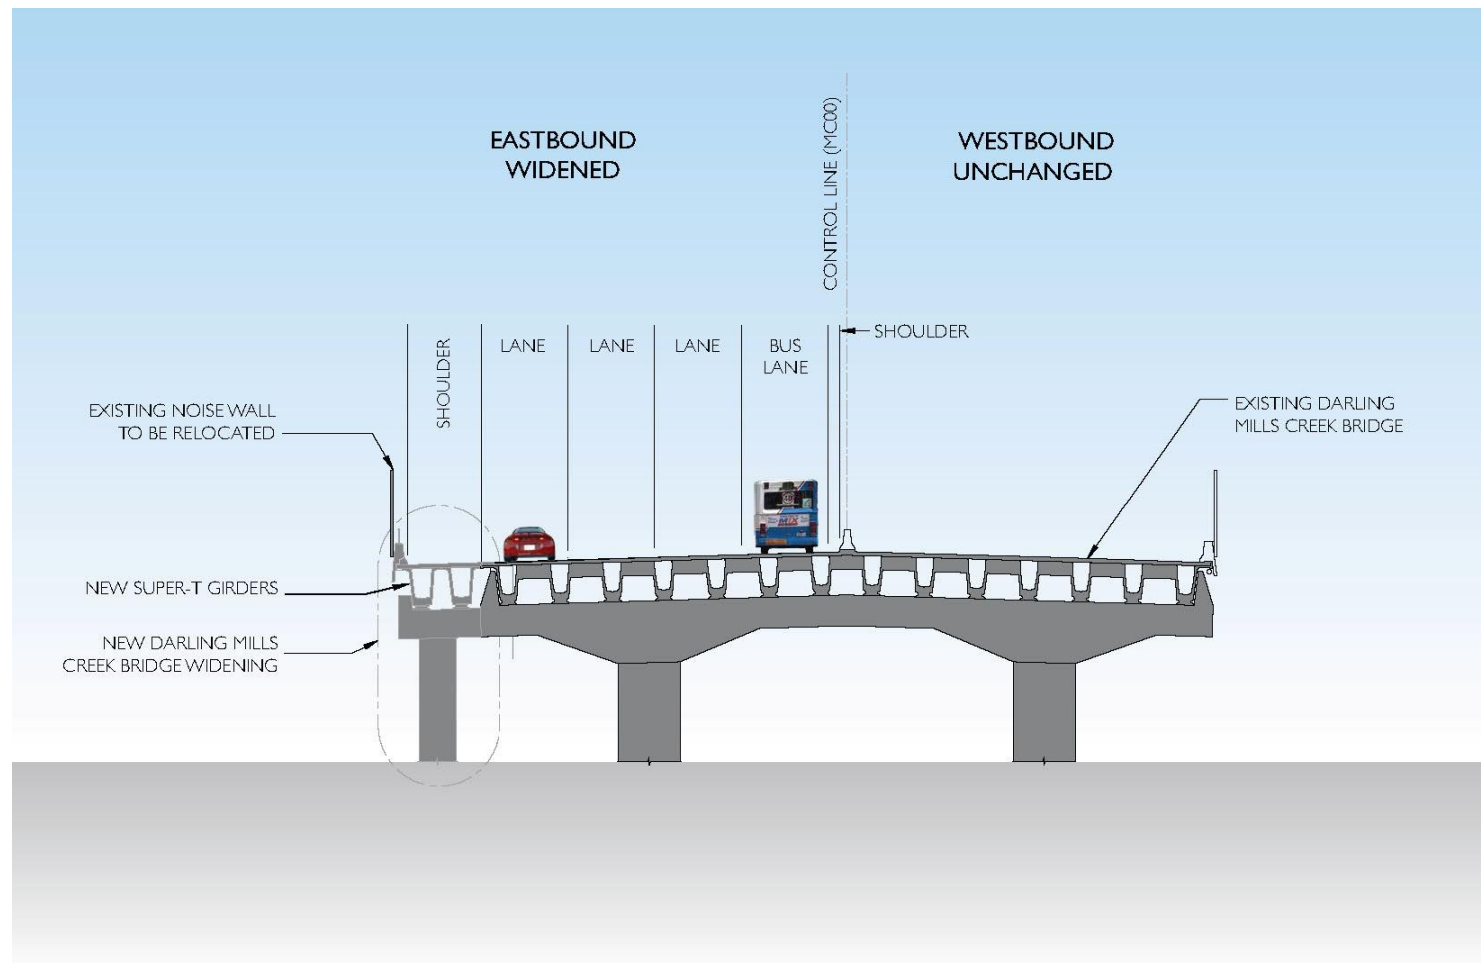 EASTBOUND
WIDENED
CONTROL LINE (MC00)
WESTBOUND
UNCHANGED
SHOULDER
LANE
LANE
LANE
BUS
LANE
SHOULDER
EXISTING NOISE WALL
TO BE RELOCATED
EXISTING DARLING
MILLS CREEK BRIDGE
NEW SUPER-T GIRDERS
NEW DARLING MILLS
CREEK BRIDGE WIDENING